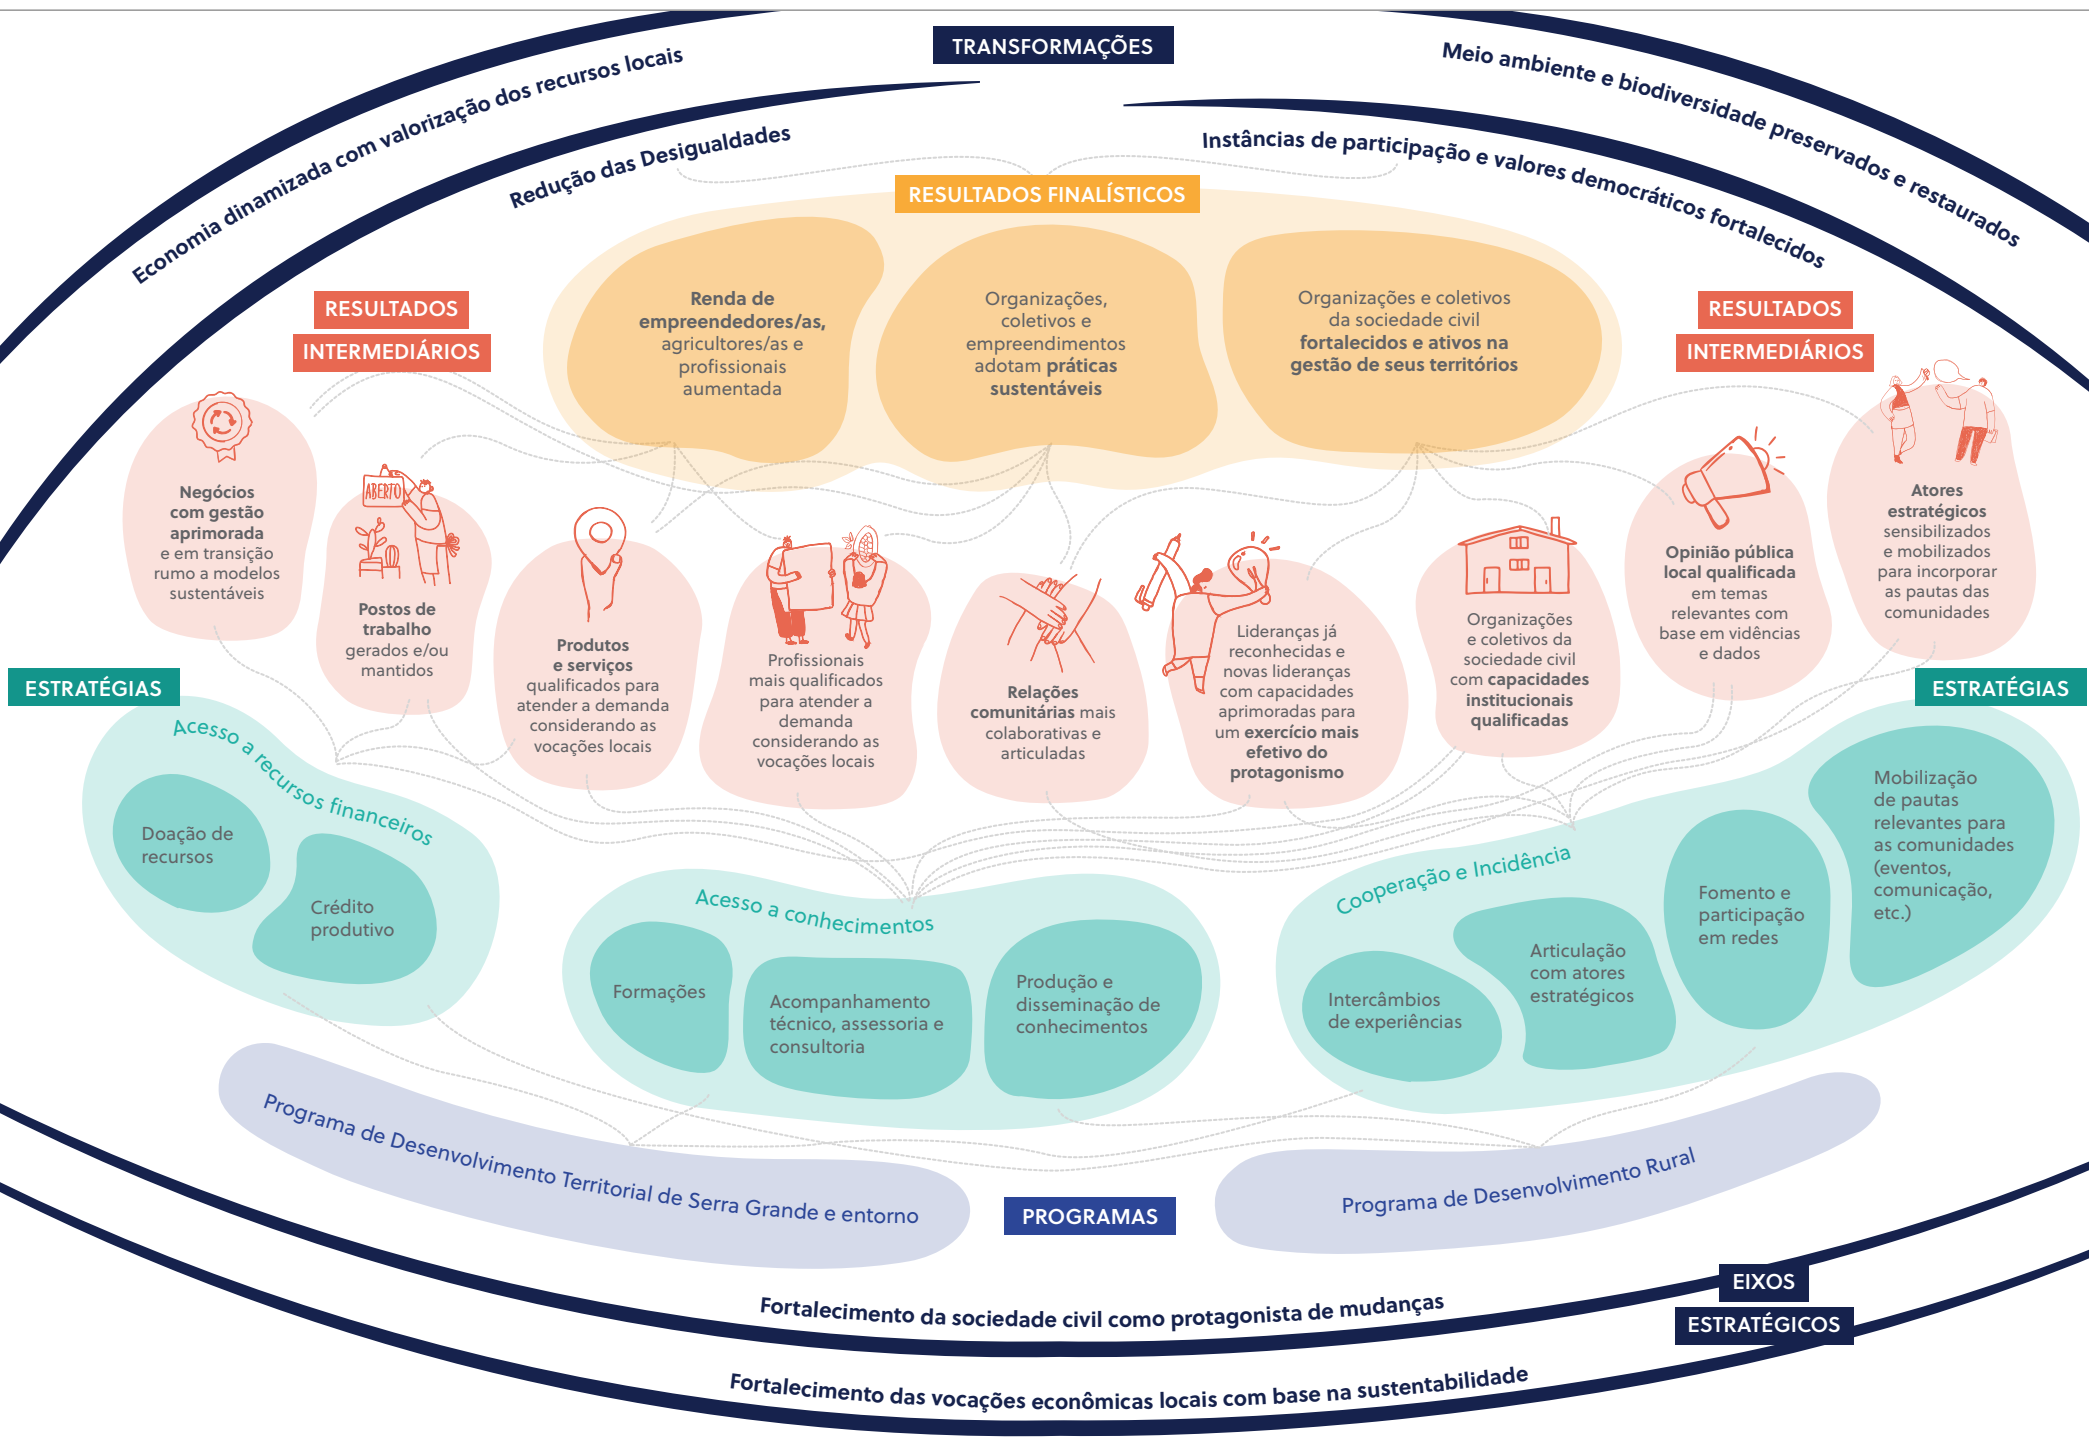 TRANSFORMAÇÕES
Economia dinamizada com valorização dos recursos locais
Meio ambiente e biodiversidade preservados e restaurados
Redução das Desigualdades
Instâncias de participação e valores democráticos fortalecidos
RESULTADOS FINALÍSTICOS
Renda de
empreendedores/as,
agricultores/as e
profissionais
aumentada
Organizações,
coletivos e
empreendimentos
adotam práticas
sustentáveis
Organizações e coletivos
da sociedade civil
fortalecidos e ativos na
gestão de seus territórios
RESULTADOS
INTERMEDIÁRIOS
RESULTADOS
INTERMEDIÁRIOS
Negócios
com gestão
aprimorada
e em transição
rumo a modelos
sustentáveis
ABERTO
Postos de
trabalho
gerados e/ou
mantidos
Produtos
e serviços
qualificados para
atender a demanda
considerando as
vocações locais
Profissionais
mais qualificados
para atender a
demanda
considerando as
vocações locais
Relações
comunitárias mais
colaborativas e
articuladas
Lideranças já
reconhecidas e
novas lideranças
com capacidades
aprimoradas para
um exercício mais
efetivo do
protagonismo
Organizações
e coletivos da
sociedade civil
com capacidades
institucionais
qualificadas
Opinião pública
local qualificada
em temas
relevantes com
base em vidências
e dados
Atores
estratégicos
sensibilizados
e mobilizados
para incorporar
as pautas das
comunidades
ESTRATÉGIAS
ESTRATÉGIAS
Acesso a recursos financeiros
Doação de
recursos
Crédito
produtivo
Acesso a conhecimentos
Formações
Acompanhamento
técnico, assessoria e
consultoria
Produção e
disseminação de
conhecimentos
Cooperação e Incidência
Intercâmbios
de experiências
Articulação
com atores
estratégicos
Fomento e
participação
em redes
Mobilização
de pautas
relevantes para
as comunidades
(eventos,
comunicação,
etc.)
Programa de Desenvolvimento Territorial de Serra Grande e entorno
PROGRAMAS
Programa de Desenvolvimento Rural
EIXOS
ESTRATÉGICOS
Fortalecimento da sociedade civil como protagonista de mudanças
Fortalecimento das vocações econômicas locais com base na sustentabilidade